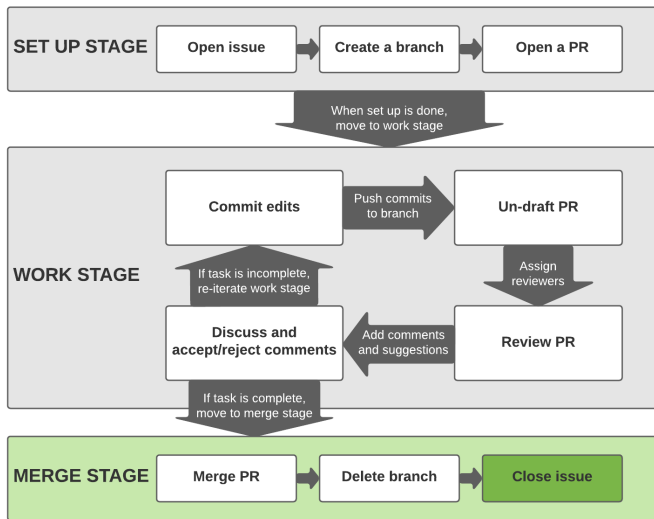 SET UP STAGE
Open issue
Create a branch
Open a PR
When set up is done,
move to work stage
WORK STAGE
Commit edits
Push commits
to branch
Un-draft PR
If task is incomplete,
re-iterate work stage
Assign
reviewers
Discuss and
accept/reject comments
Add comments
and suggestions
Review PR
If task is complete,
move to merge stage
MERGE STAGE
Merge PR
Delete branch
Close issue